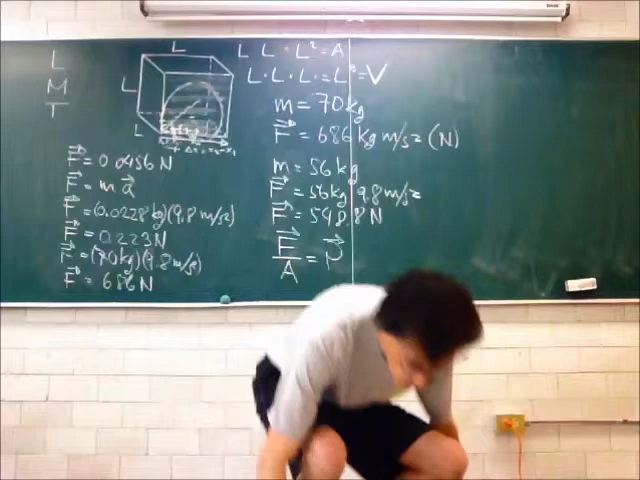 L
M
T
L
L
L
L L = L² = A
L·L·L = L³ = V
m = 70 kg
F = 686 kg m/s² (N)
F = 0.0456 N
F = m a
F = (0.0228 kg)(9.8 m/s²)
F = 0.223 N
F = (70 kg)(9.8 m/s²)
F = 686 N
m = 56 kg
F = 56 kg 9.8 m/s² =
F = 548.8 N
F
A
= P